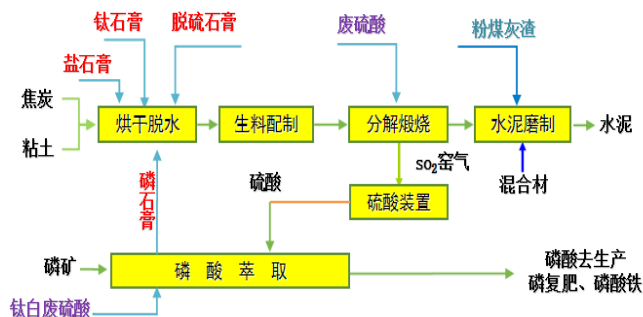 钛石膏
脱硫石膏
废硫酸
粉煤灰渣
盐石膏
焦炭
粘土
烘干脱水
生料配制
分解煅烧
水泥磨制
水泥
SO₂窑气
混合材
磷石膏
硫酸
硫酸装置
磷矿
磷 酸 萃 取
磷酸去生产
磷复肥、磷酸铁
钛白废硫酸